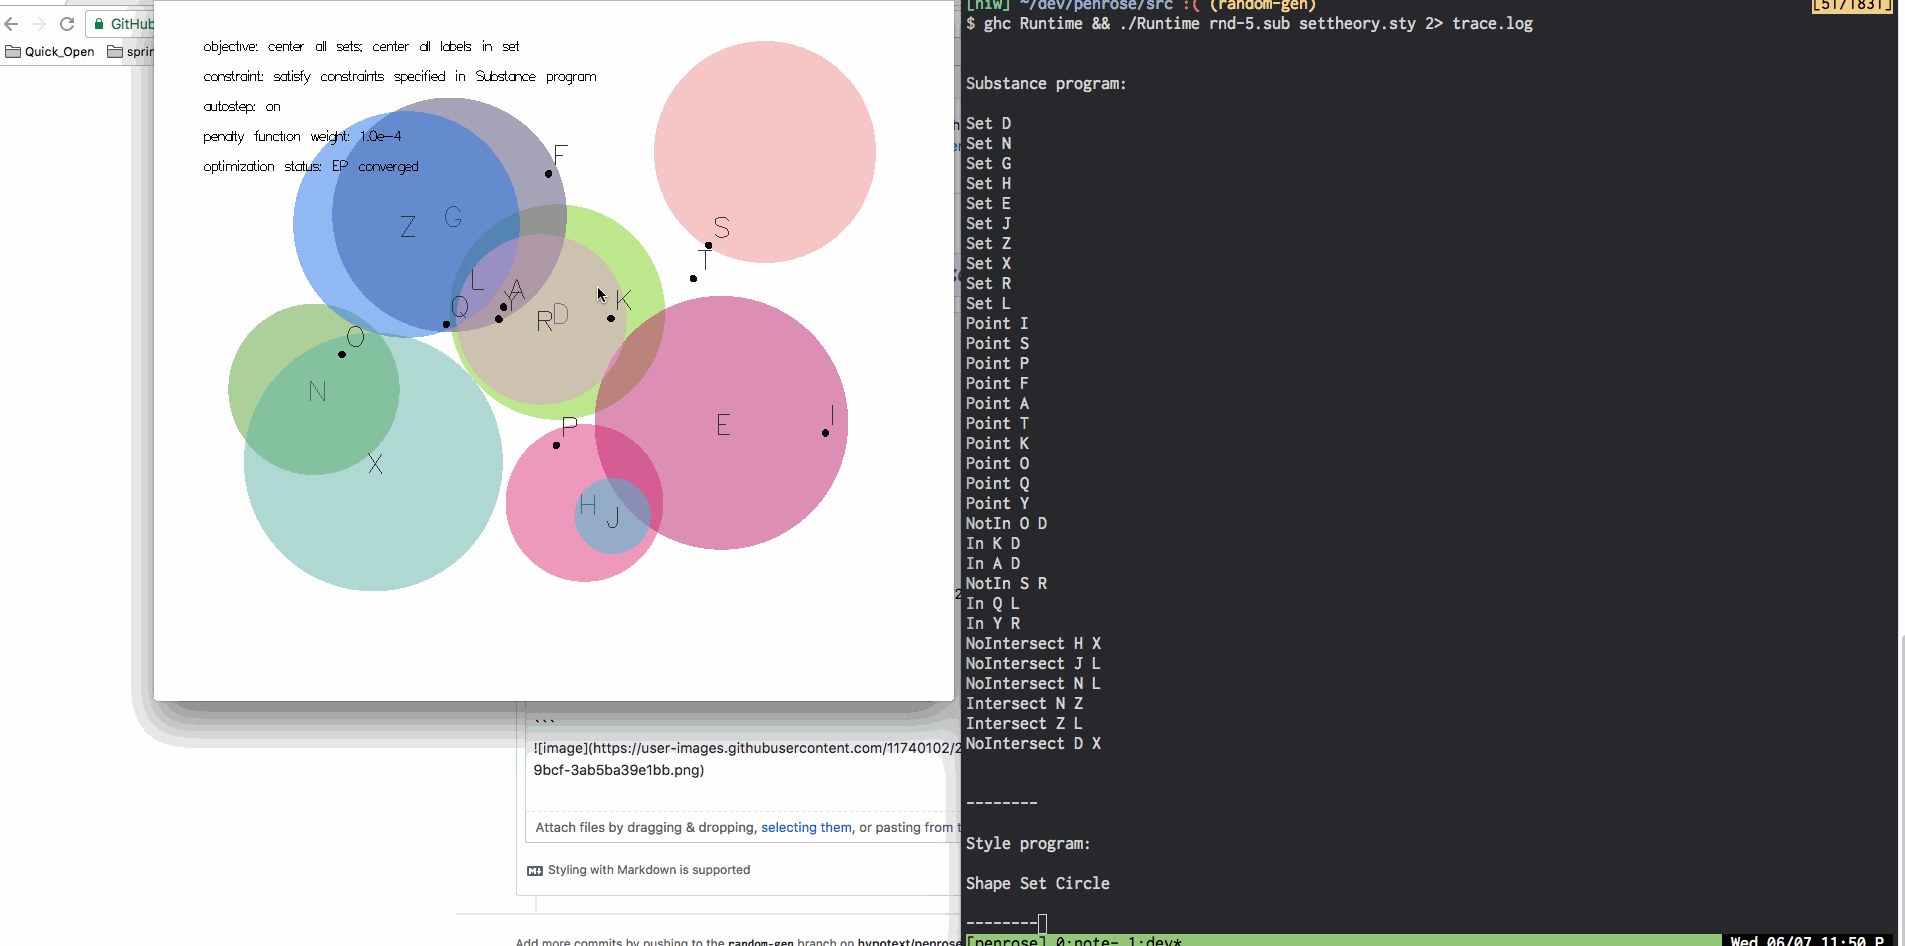 GitHub
Quick_Open
sprin
objective: center all sets; center all labels in set
constraint: satisfy constraints specified in Substance program
autostep: on
penalty function weight: 1.0e-4
optimization status: EP converged
F
Z
G
S
T
L
A
Q
Y
K
R
D
O
N
X
P
E
I
H
J
```
![image](https://user-images.githubusercontent.com/11740102/2
9bcf-3ab5ba39e1bb.png)
Attach files by dragging & dropping, selecting them, or pasting from t
Styling with Markdown is supported
Add more commits by pushing to the random-gen branch on hypotext/penrose
[niw] ~/dev/penrose/src :( (random-gen)
[51/183]
$ ghc Runtime && ./Runtime rnd-5.sub settheory.sty 2> trace.log
Substance program:
Set D
Set N
Set G
Set H
Set E
Set J
Set Z
Set X
Set R
Set L
Point I
Point S
Point P
Point F
Point A
Point T
Point K
Point O
Point Q
Point Y
NotIn O D
In K D
In A D
NotIn S R
In Q L
In Y R
NoIntersect H X
NoIntersect J L
NoIntersect N L
Intersect N Z
Intersect Z L
NoIntersect D X
--------
Style program:
Shape Set Circle
--------
[penrose] 0:note- 1:dev*
Wed 06/07 11:50 P